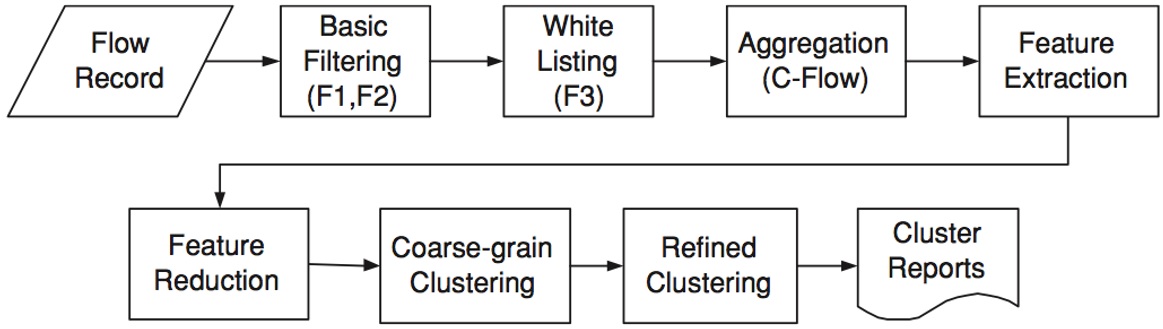 Flow
Record
Basic
Filtering
(F1,F2)
White
Listing
(F3)
Aggregation
(C-Flow)
Feature
Extraction
Feature
Reduction
Coarse-grain
Clustering
Refined
Clustering
Cluster
Reports